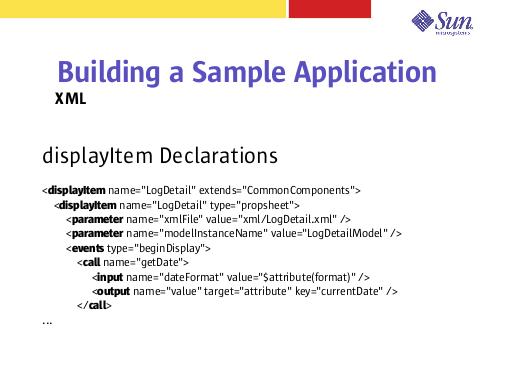 Sun
microsystems
Building a Sample Application
XML
displayItem Declarations
<displayItem name="LogDetail" extends="CommonComponents">
<displayItem name="LogDetail" type="propsheet">
<parameter name="xmlFile" value="xml/LogDetail.xml" />
<parameter name="modelInstanceName" value="LogDetailModel" />
<events type="beginDisplay">
<call name="getDate">
<input name="dateFormat" value="$attribute(format)" />
<output name="value" target="attribute" key="currentDate" />
</call>
...